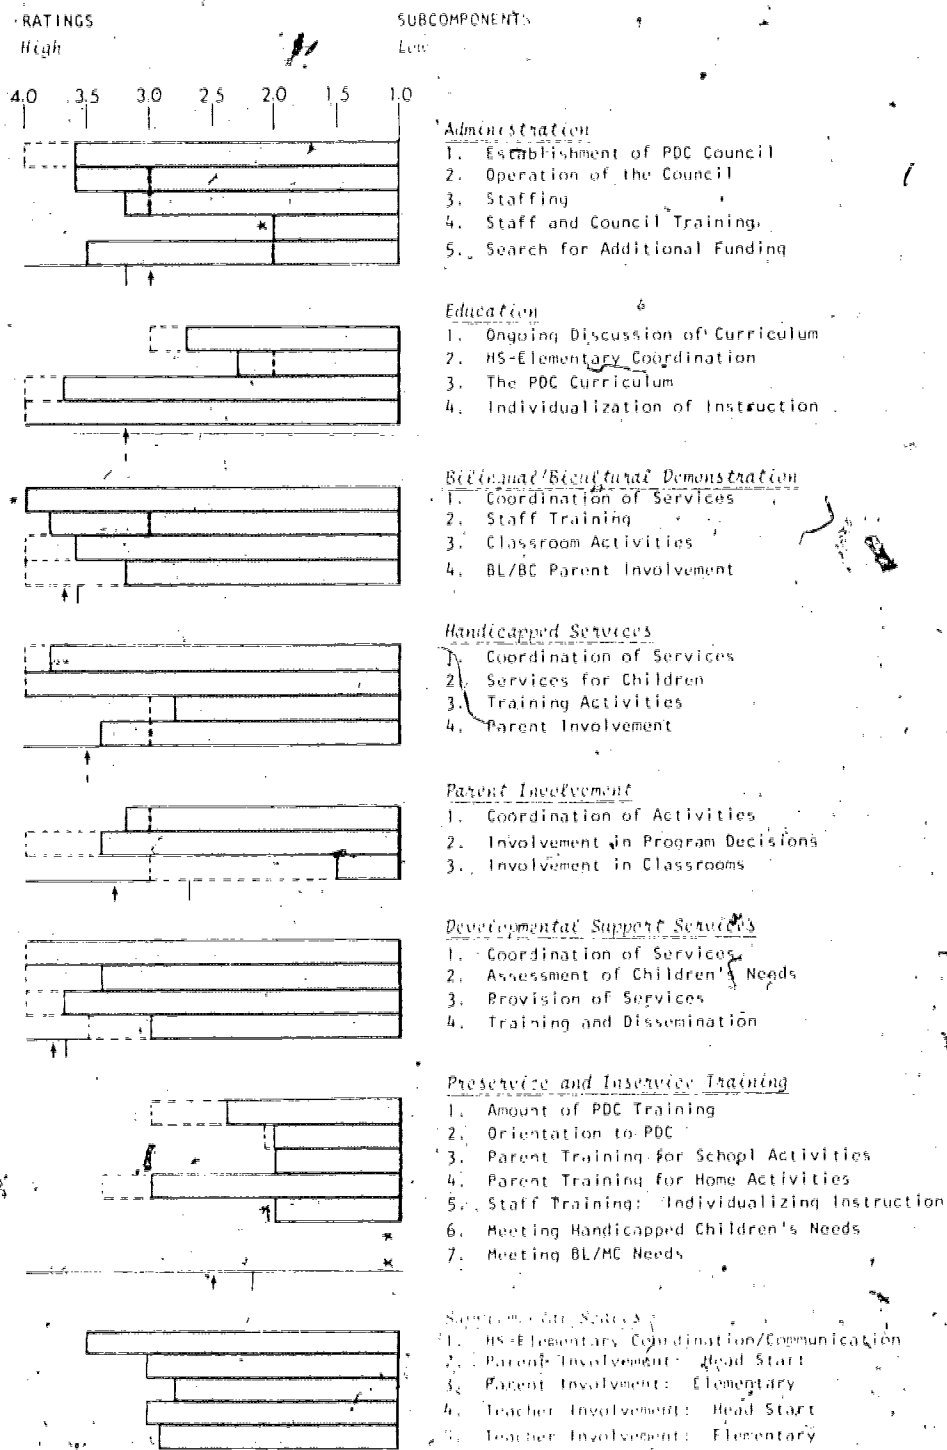 RATINGS SUBCOMPONENTS
High Low
4.0 3.5 3.0 2.5 2.0 1.5 1.0
Administration
1. Establishment of PDC Council
2. Operation of the Council
3. Staffing
4. Staff and Council Training
5. Search for Additional Funding
Education
1. Ongoing Discussion of Curriculum
2. HS-Elementary Coordination
3. The PDC Curriculum
4. Individualization of Instruction
Bilingual/Bicultural Demonstration
1. Coordination of Services
2. Staff Training
3. Classroom Activities
4. BL/BC Parent Involvement
Handicapped Services
1. Coordination of Services
2. Services for Children
3. Training Activities
4. Parent Involvement
Parent Involvement
1. Coordination of Activities
2. Involvement in Program Decisions
3. Involvement in Classrooms
Developmental Support Services
1. Coordination of Services
2. Assessment of Children's Needs
3. Provision of Services
4. Training and Dissemination
Preservice and Inservice Training
1. Amount of PDC Training
2. Orientation to PDC
3. Parent Training for School Activities
4. Parent Training for Home Activities
5. Staff Training: Individualizing Instruction
6. Meeting Handicapped Children's Needs
7. Meeting BL/MC Needs
1. HS-Elementary Coordination/Communication
2. Parent Involvement: Head Start
3. Parent Involvment: Elementary
4. Teacher Involvement: Head Start
5. Teacher Involvement: Elementary